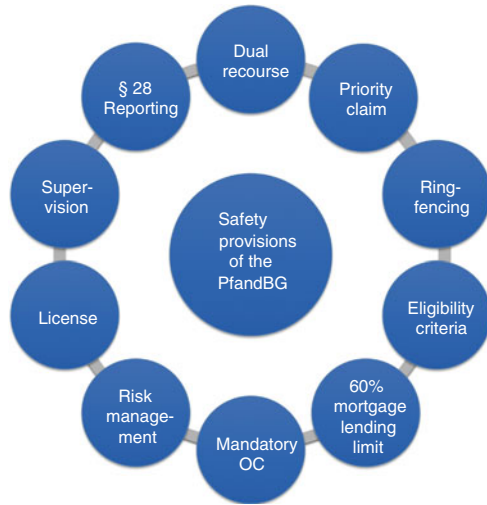 Dual
recourse
Priority
claim
Ring-
fencing
Eligibility
criteria
60%
mortgage
lending
limit
Mandatory
OC
Risk
manage-
ment
License
Super-
vision
§ 28
Reporting
Safety
provisions
of the
PfandBG